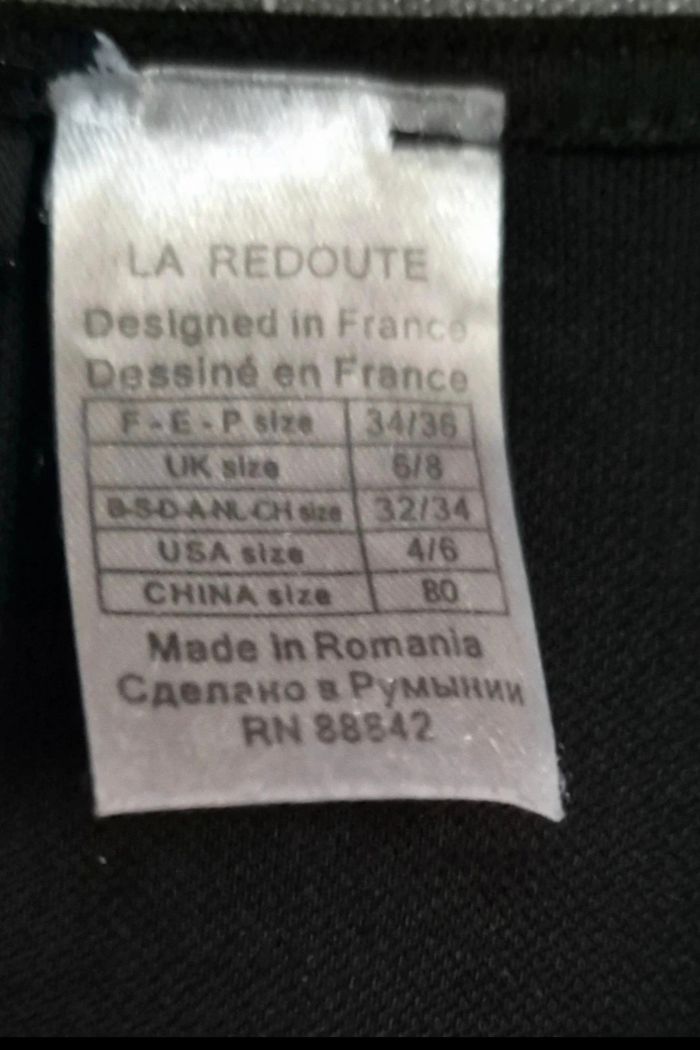 LA REDOUTE
Designed in France
Dessiné en France
F - E - P size 34/36
UK size 6/8
B-S-D-A-NL-CH size 32/34
USA size 4/6
CHINA size 80
Made in Romania
Сделано в Румынии
RN 88842